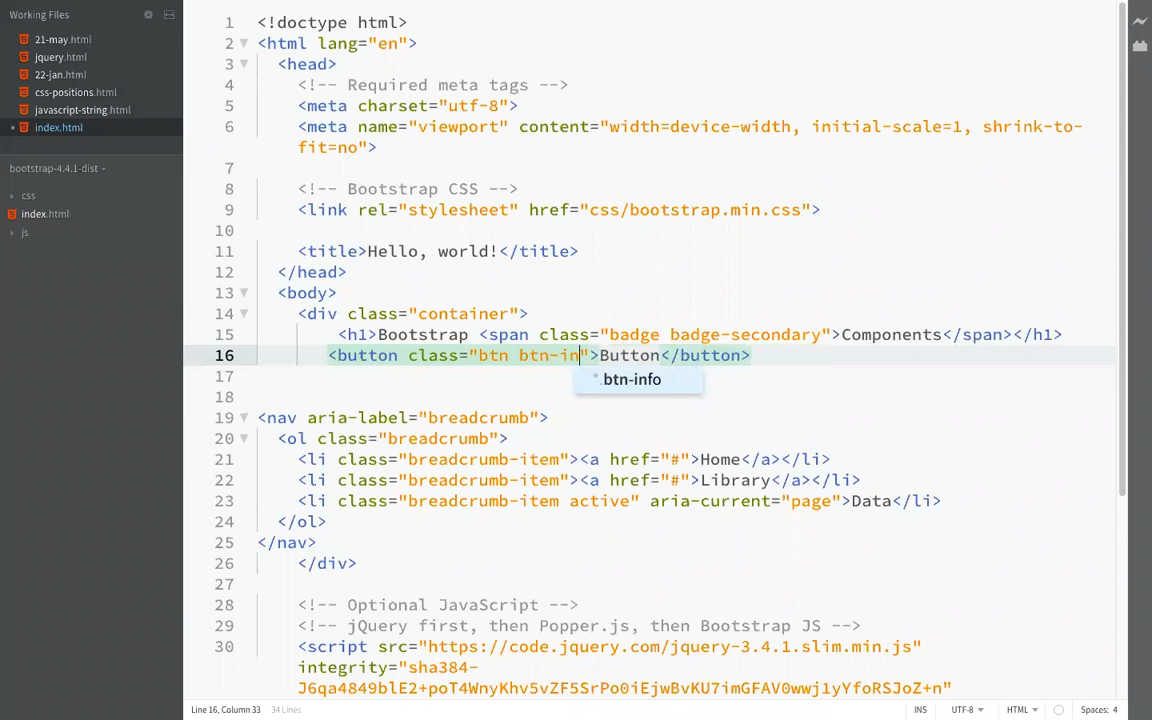 Working Files
21-may.html
jquery.html
22-jan.html
css-positions.html
javascript-string.html
index.html
bootstrap-4.4.1-dist
css
index.html
js
1 <!doctype html>
2 <html lang="en">
3 <head>
4 <!-- Required meta tags -->
5 <meta charset="utf-8">
6 <meta name="viewport" content="width=device-width, initial-scale=1, shrink-to-
fit=no">
7
8 <!-- Bootstrap CSS -->
9 <link rel="stylesheet" href="css/bootstrap.min.css">
10
11 <title>Hello, world!</title>
12 </head>
13 <body>
14 <div class="container">
15 <h1>Bootstrap <span class="badge badge-secondary">Components</span></h1>
16 <button class="btn btn-in">Button</button>
.btn-info
17
18
19 <nav aria-label="breadcrumb">
20 <ol class="breadcrumb">
21 <li class="breadcrumb-item"><a href="#">Home</a></li>
22 <li class="breadcrumb-item"><a href="#">Library</a></li>
23 <li class="breadcrumb-item active" aria-current="page">Data</li>
24 </ol>
25 </nav>
26 </div>
27
28 <!-- Optional JavaScript -->
29 <!-- jQuery first, then Popper.js, then Bootstrap JS -->
30 <script src="https://code.jquery.com/jquery-3.4.1.slim.min.js"
integrity="sha384-
J6qa4849blE2+poT4WnyKhv5vZF5SrPo0iEjwBvKU7imGFAV0wwj1yYfoRSJoZ+n"
Line 16, Column 33 34 Lines INS UTF-8 HTML Spaces: 4